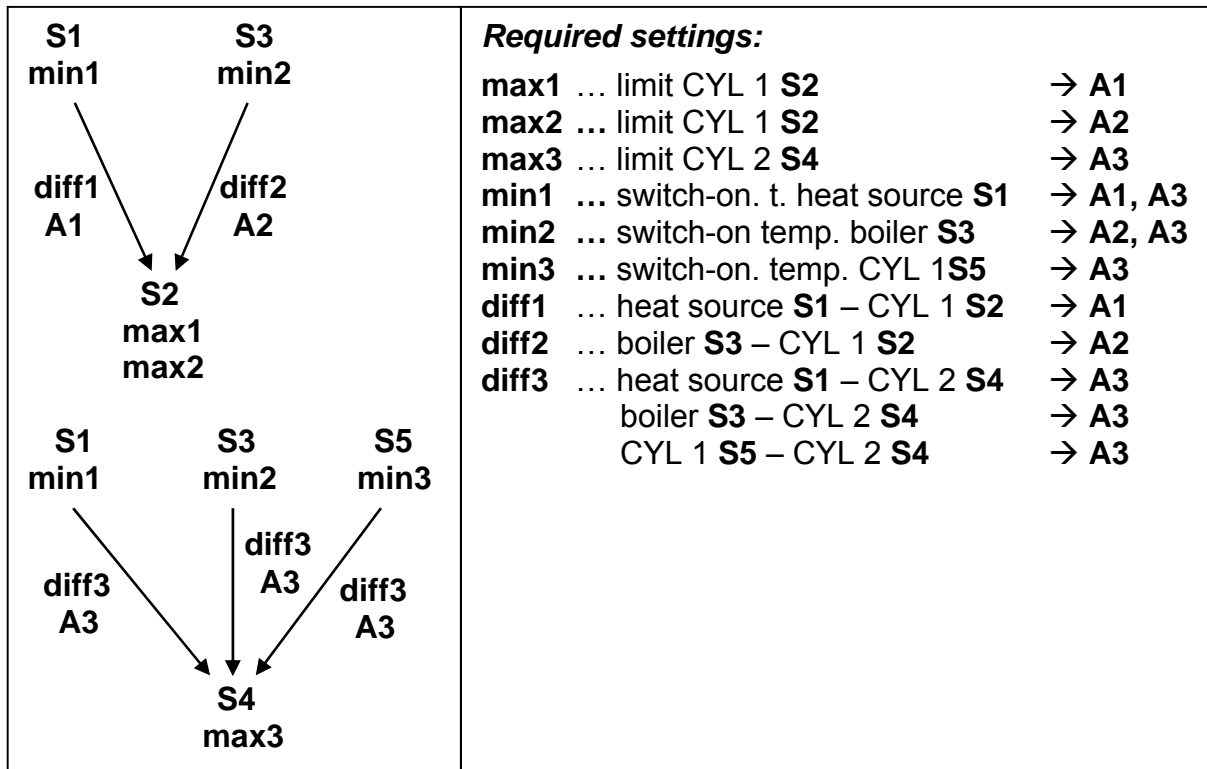 S1 S3
min1 min2
diff1 diff2
A1 A2
S2
max1
max2
S1 S3 S5
min1 min2 min3
diff3
A3
diff3
A3
diff3
A3
S4
max3
Required settings:
max1 … limit CYL 1 S2 → A1
max2 … limit CYL 1 S2 → A2
max3 … limit CYL 2 S4 → A3
min1 … switch-on. t. heat source S1 → A1, A3
min2 … switch-on temp. boiler S3 → A2, A3
min3 … switch-on. temp. CYL 1S5 → A3
diff1 … heat source S1 – CYL 1 S2 → A1
diff2 … boiler S3 – CYL 1 S2 → A2
diff3 … heat source S1 – CYL 2 S4 → A3
boiler S3 – CYL 2 S4 → A3
CYL 1 S5 – CYL 2 S4 → A3